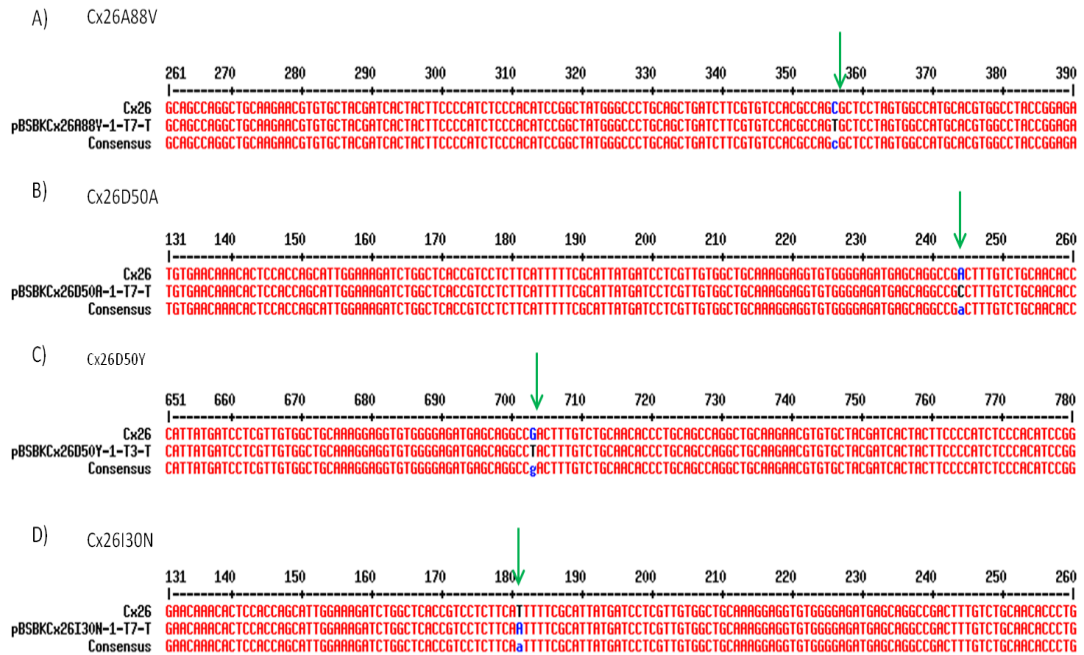 A) Cx26A88V
261 270 280 290 300 310 320 330 340 350 360 370 380 390
|--------+---------+---------+---------+---------+---------+---------+---------+---------+---------+---------+---------+---------|
Cx26 GCAGCCAGGCTGCAAGAACGTGTGCTACGATCACTACTTCCCCATCTCCCACATCCGGCTATGGGCCCTGCAGCTGATCTTCGTGTCCACGCCAGCGCTCCTAGTGGCCATGCACGTGGCCTACCGGAGA
pBSBKCx26A88V-1-T7-T GCAGCCAGGCTGCAAGAACGTGTGCTACGATCACTACTTCCCCATCTCCCACATCCGGCTATGGGCCCTGCAGCTGATCTTCGTGTCCACGCCAGTGCTCCTAGTGGCCATGCACGTGGCCTACCGGAGA
Consensus GCAGCCAGGCTGCAAGAACGTGTGCTACGATCACTACTTCCCCATCTCCCACATCCGGCTATGGGCCCTGCAGCTGATCTTCGTGTCCACGCCAGcGCTCCTAGTGGCCATGCACGTGGCCTACCGGAGA
B) Cx26D50A
131 140 150 160 170 180 190 200 210 220 230 240 250 260
|--------+---------+---------+---------+---------+---------+---------+---------+---------+---------+---------+---------+---------|
Cx26 TGTGAACAAACACTCCACCAGCATTGGAAAGATCTGGCTCACCGTCCTCTTCATTTTTCGCATTATGATCCTCGTTGTGGCTGCAAAGGAGGTGTGGGGAGATGAGCAGGCCGACTTTGTCTGCAACACC
pBSBKCx26D50A-1-T7-T TGTGAACAAACACTCCACCAGCATTGGAAAGATCTGGCTCACCGTCCTCTTCATTTTTCGCATTATGATCCTCGTTGTGGCTGCAAAGGAGGTGTGGGGAGATGAGCAGGCCGCCTTTGTCTGCAACACC
Consensus TGTGAACAAACACTCCACCAGCATTGGAAAGATCTGGCTCACCGTCCTCTTCATTTTTCGCATTATGATCCTCGTTGTGGCTGCAAAGGAGGTGTGGGGAGATGAGCAGGCCGaCTTTGTCTGCAACACC
C) Cx26D50Y
651 660 670 680 690 700 710 720 730 740 750 760 770 780
|--------+---------+---------+---------+---------+---------+---------+---------+---------+---------+---------+---------+---------|
Cx26 CATTATGATCCTCGTTGTGGCTGCAAAGGAGGTGTGGGGAGATGAGCAGGCCGACTTTGTCTGCAACACCCTGCAGCCAGGCTGCAAGAACGTGTGCTACGATCACTACTTCCCCATCTCCCACATCCGG
pBSBKCx26D50Y-1-T3-T CATTATGATCCTCGTTGTGGCTGCAAAGGAGGTGTGGGGAGATGAGCAGGCCTACTTTGTCTGCAACACCCTGCAGCCAGGCTGCAAGAACGTGTGCTACGATCACTACTTCCCCATCTCCCACATCCGG
Consensus CATTATGATCCTCGTTGTGGCTGCAAAGGAGGTGTGGGGAGATGAGCAGGCCgACTTTGTCTGCAACACCCTGCAGCCAGGCTGCAAGAACGTGTGCTACGATCACTACTTCCCCATCTCCCACATCCGG
D) Cx26I30N
131 140 150 160 170 180 190 200 210 220 230 240 250 260
|--------+---------+---------+---------+---------+---------+---------+---------+---------+---------+---------+---------+---------|
Cx26 GAACAAACACTCCACCAGCATTGGAAAGATCTGGCTCACCGTCCTCTTCATTTTTCGCATTATGATCCTCGTTGTGGCTGCAAAGGAGGTGTGGGGAGATGAGCAGGCCGACTTTGTCTGCAACACCCTG
pBSBKCx26I30N-1-T7-T GAACAAACACTCCACCAGCATTGGAAAGATCTGGCTCACCGTCCTCTTCAATTTTCGCATTATGATCCTCGTTGTGGCTGCAAAGGAGGTGTGGGGAGATGAGCAGGCCGACTTTGTCTGCAACACCCTG
Consensus GAACAAACACTCCACCAGCATTGGAAAGATCTGGCTCACCGTCCTCTTCAaTTTTCGCATTATGATCCTCGTTGTGGCTGCAAAGGAGGTGTGGGGAGATGAGCAGGCCGACTTTGTCTGCAACACCCTG